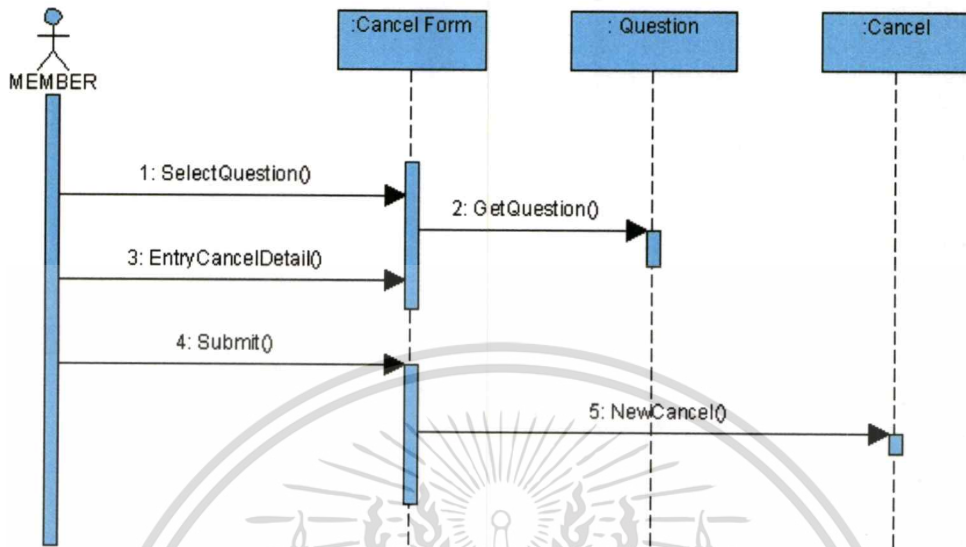 :Cancel Form
: Question
:Cancel
MEMBER
1: SelectQuestion()
2: GetQuestion()
3: EntryCancelDetail()
4: Submit()
5: NewCancel()